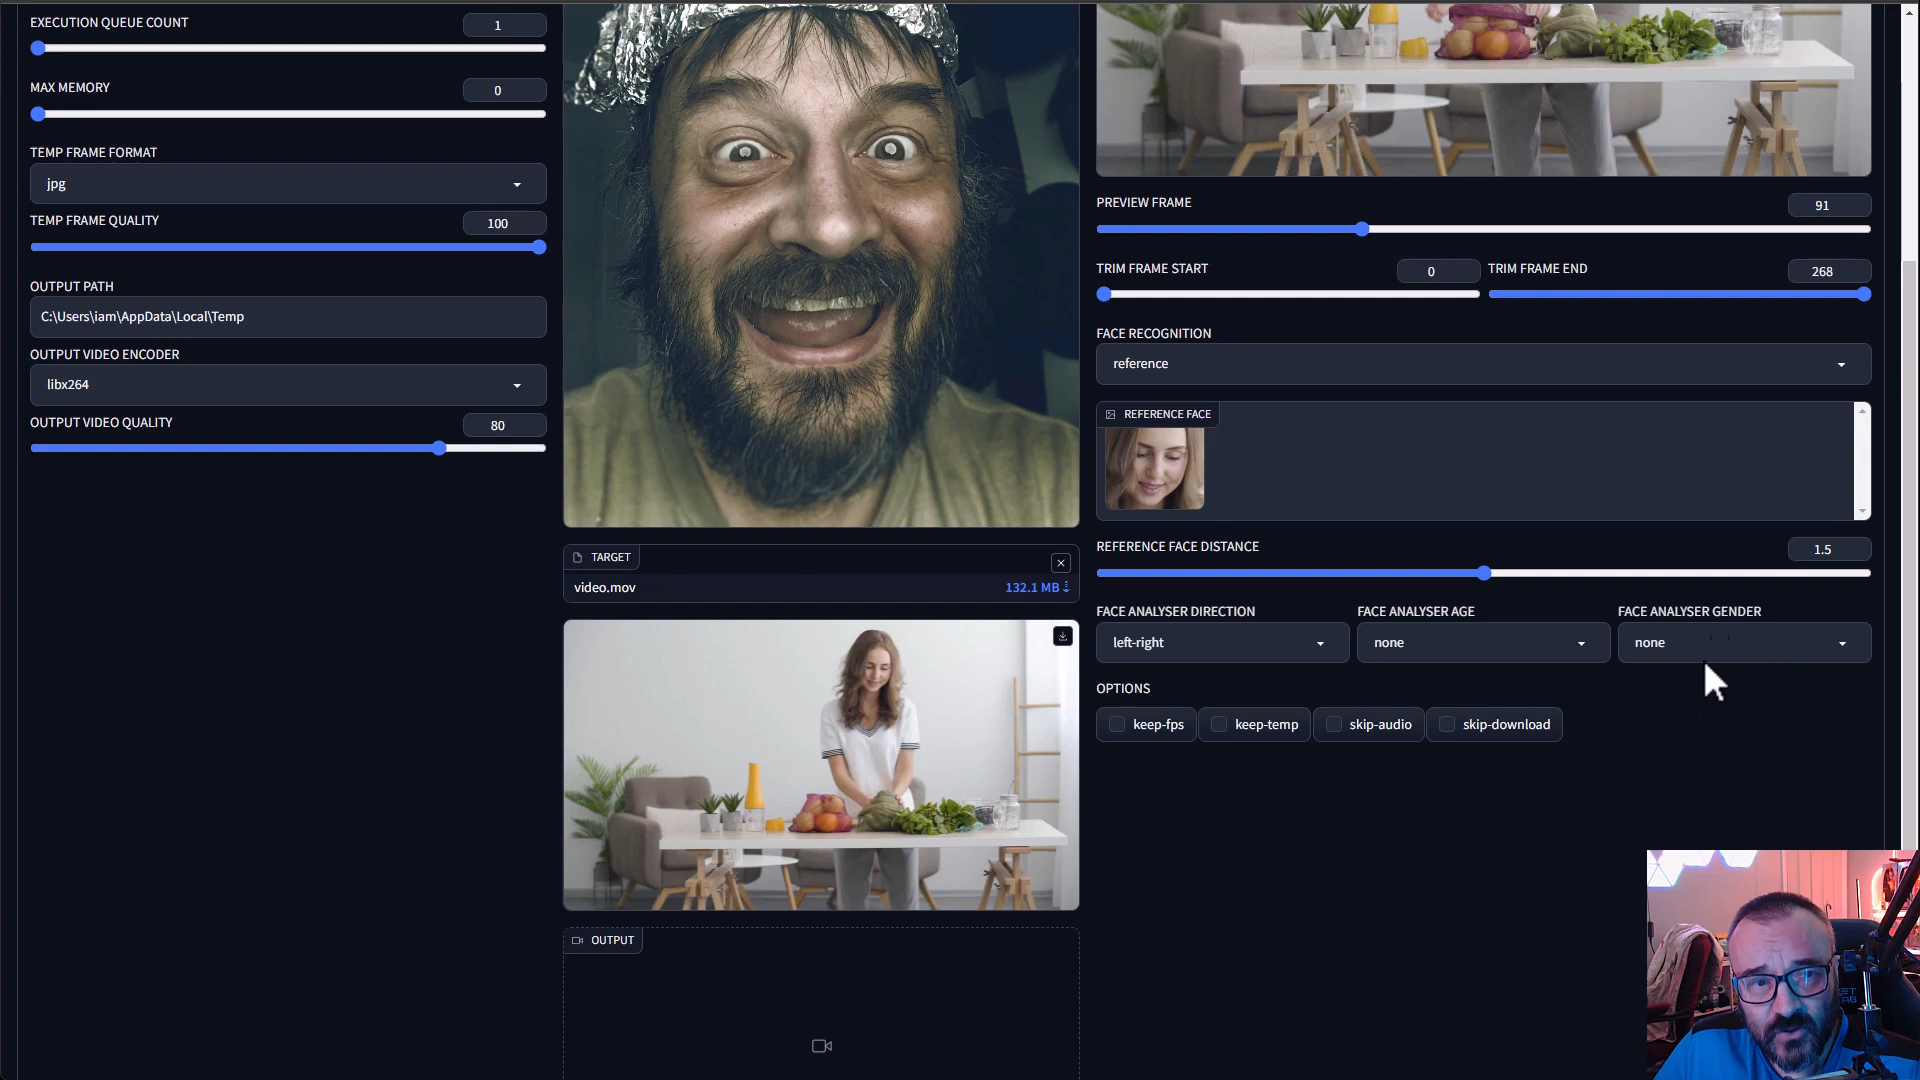 EXECUTION QUEUE COUNT
1
MAX MEMORY
0
TEMP FRAME FORMAT
jpg
TEMP FRAME QUALITY
100
OUTPUT PATH
C:\Users\iam\AppData\Local\Temp
OUTPUT VIDEO ENCODER
libx264
OUTPUT VIDEO QUALITY
80
TARGET
video.mov
132.1 MB
OUTPUT
PREVIEW FRAME
91
TRIM FRAME START
0
TRIM FRAME END
268
FACE RECOGNITION
reference
REFERENCE FACE
REFERENCE FACE DISTANCE
1.5
FACE ANALYSER DIRECTION
left-right
FACE ANALYSER AGE
none
FACE ANALYSER GENDER
none
OPTIONS
keep-fps
keep-temp
skip-audio
skip-download